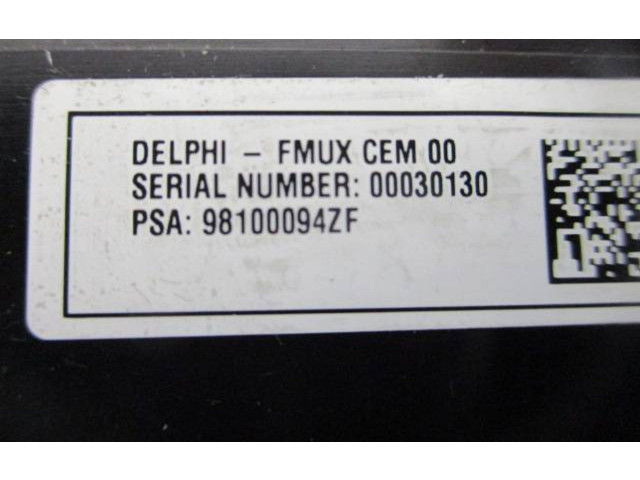 DELPHI – FMUX CEM 00
SERIAL NUMBER: 00030130
PSA: 98100094ZF